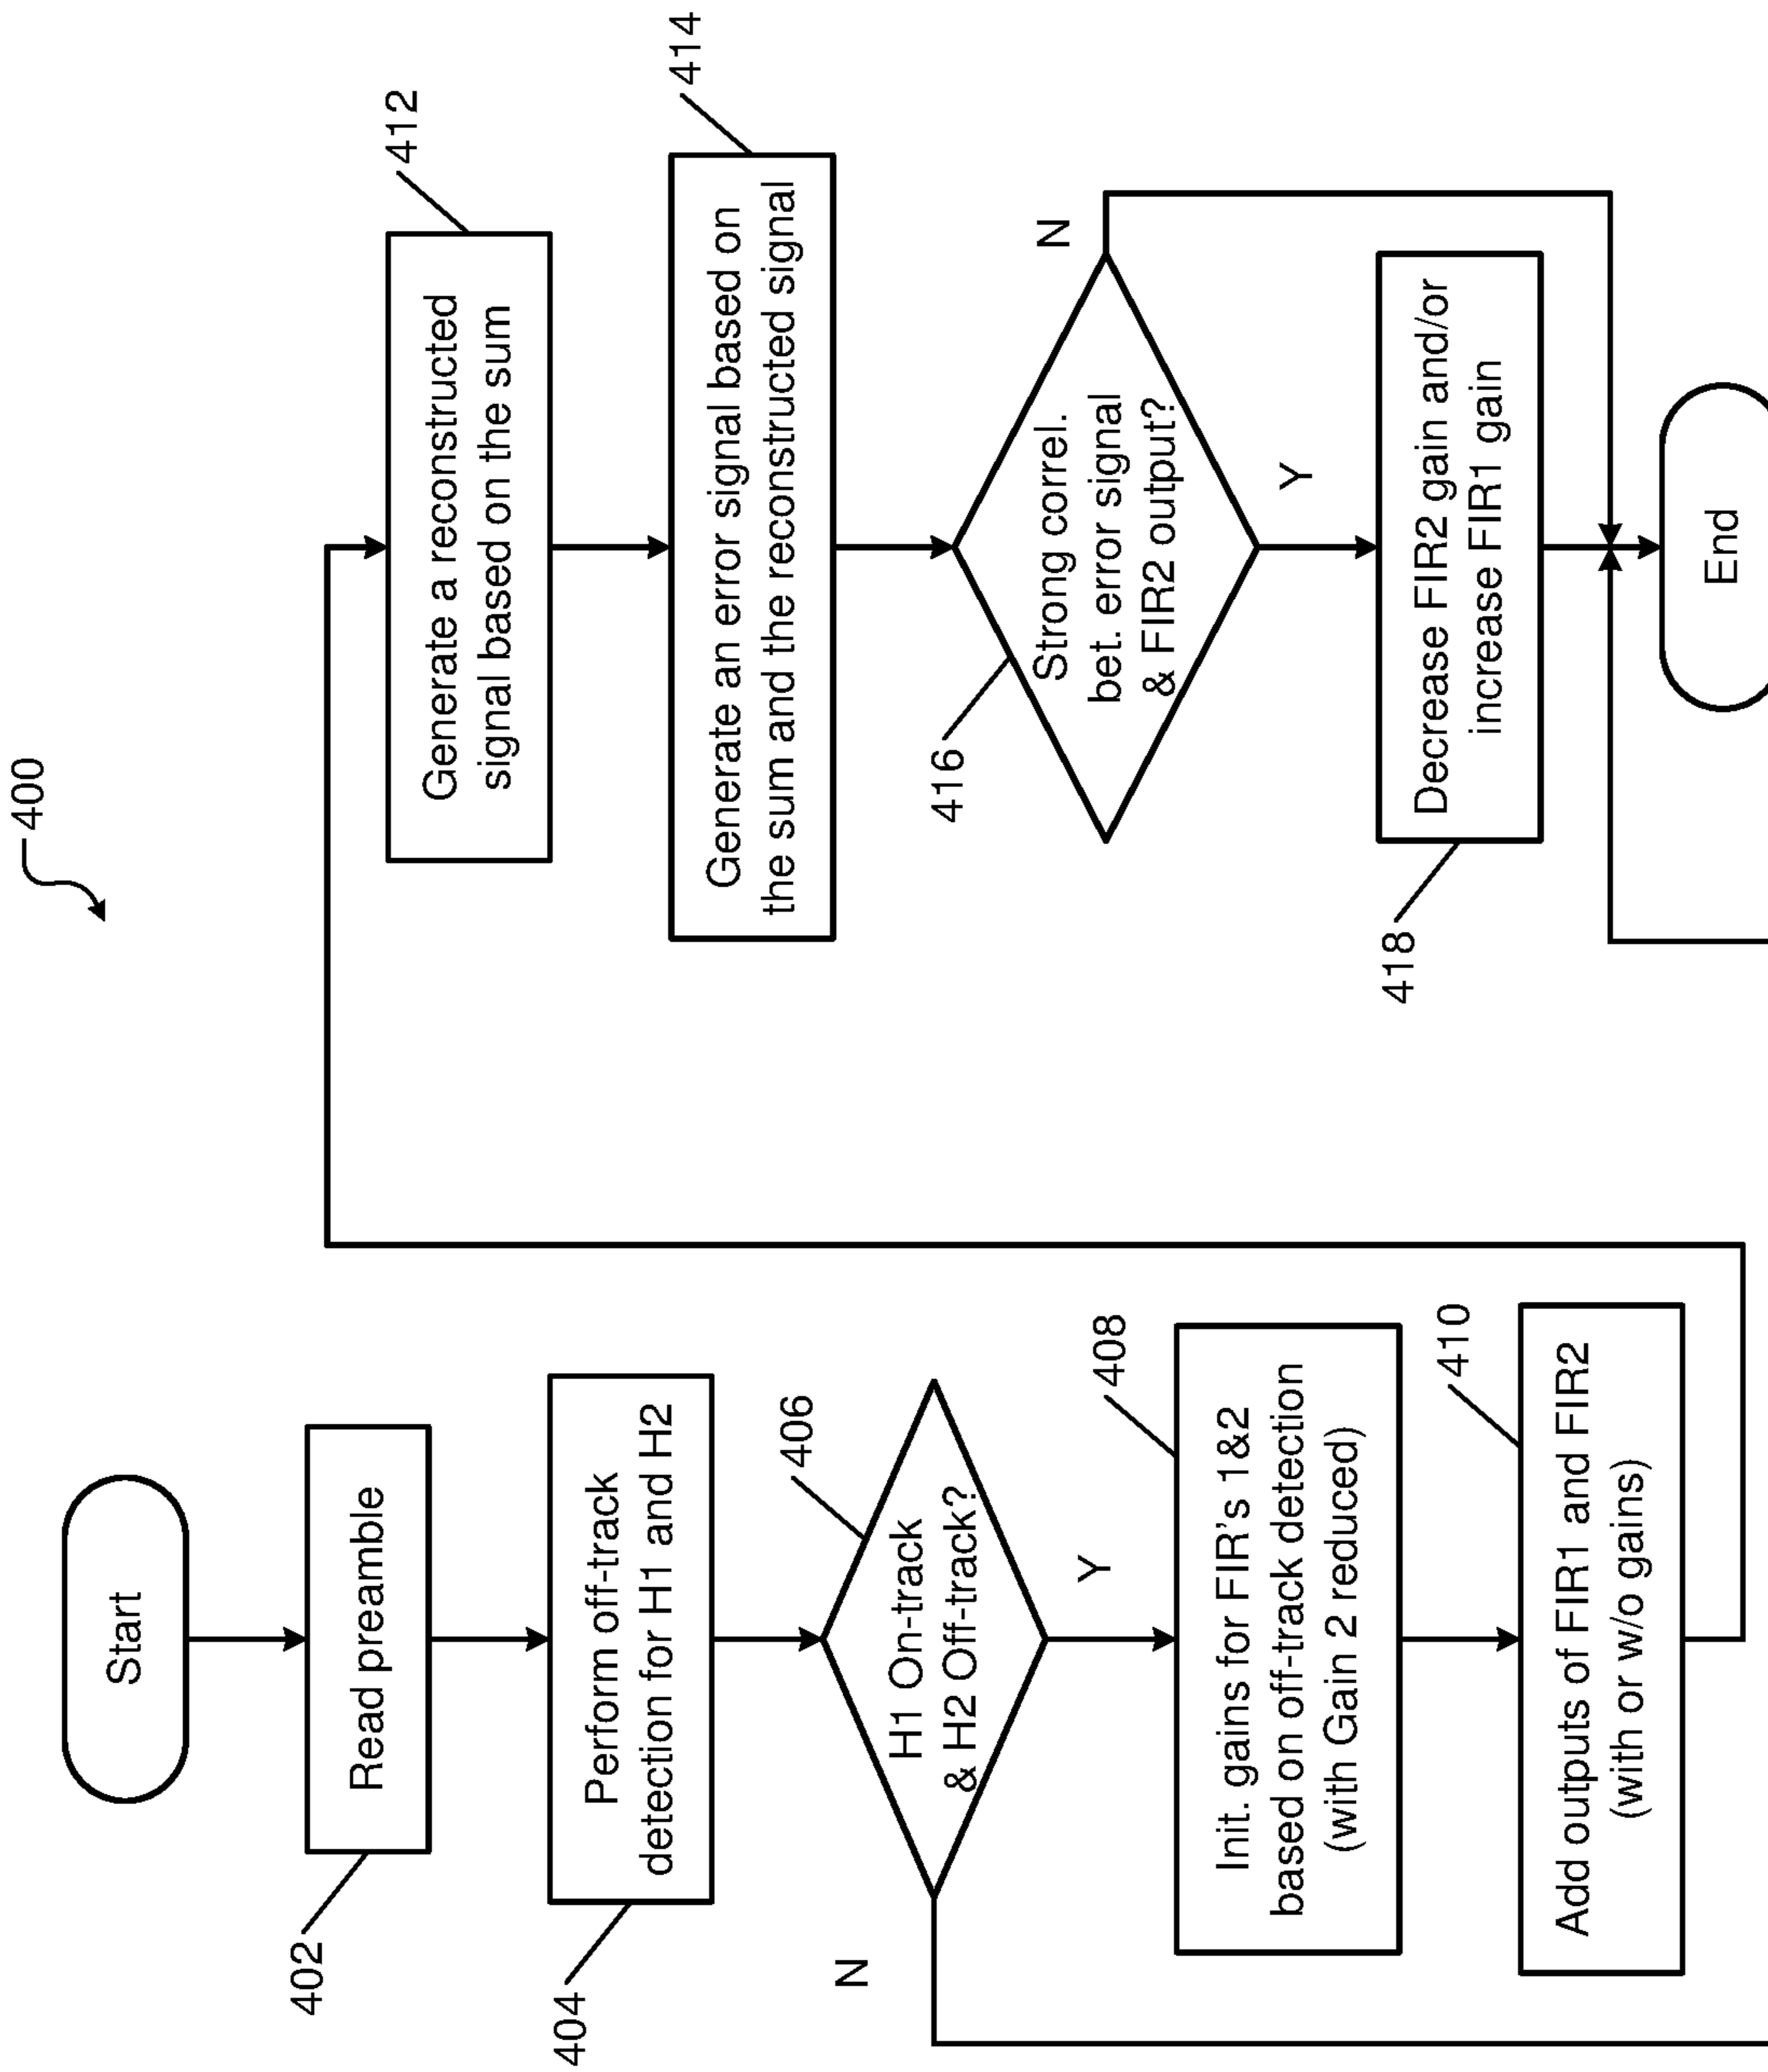 400
Start
Read preamble
402
Perform off-track
detection for H1 and H2
404
H1 On-track
& H2 Off-track?
406
N
Y
Init. gains for FIR's 1&2
based on off-track detection
(with Gain 2 reduced)
408
Add outputs of FIR1 and FIR2
(with or w/o gains)
410
Generate a reconstructed
signal based on the sum
412
Generate an error signal based on
the sum and the reconstructed signal
414
Strong correl.
bet. error signal
& FIR2 output?
416
N
Y
Decrease FIR2 gain and/or
increase FIR1 gain
418
End